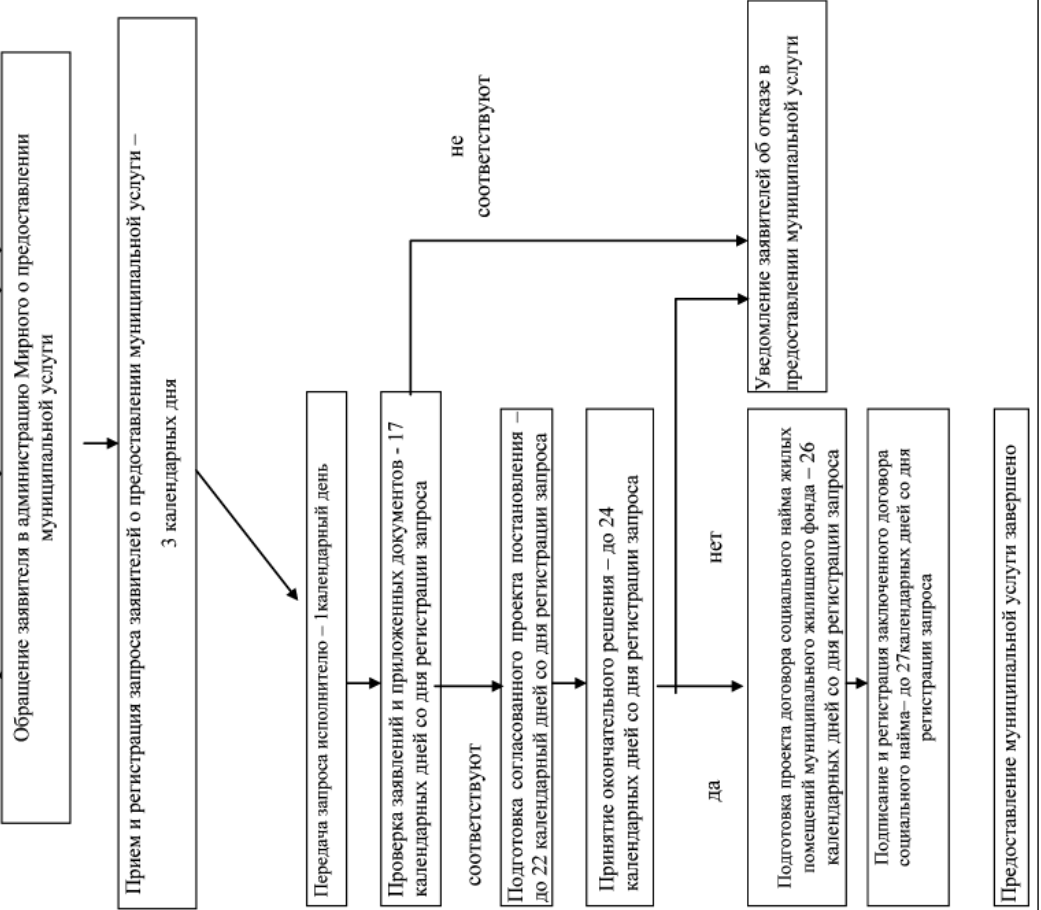 Обращение заявителя в администрацию Мирного о предоставлении
муниципальной услуги
Прием и регистрация запроса заявителей о предоставлении муниципальной услуги –
3 календарных дня
Передача запроса исполнителю – 1календарный день
Проверка заявлений и приложенных документов - 17
календарных дней со дня регистрации запроса
соответствуют
не
соответствуют
Подготовка согласованного проекта постановления –
до 22 календарный дней со дня регистрации запроса
Принятие окончательного решения – до 24
календарных дней со дня регистрации запроса
да
нет
Подготовка проекта договора социального найма жилых
помещений муниципального жилищного фонда – 26
календарных дней со дня регистрации запроса
Уведомление заявителей об отказе в
предоставлении муниципальной услуги
Подписание и регистрация заключенного договора
социального найма– до 27календарных дней со дня
регистрации запроса
Предоставление муниципальной услуги завершено